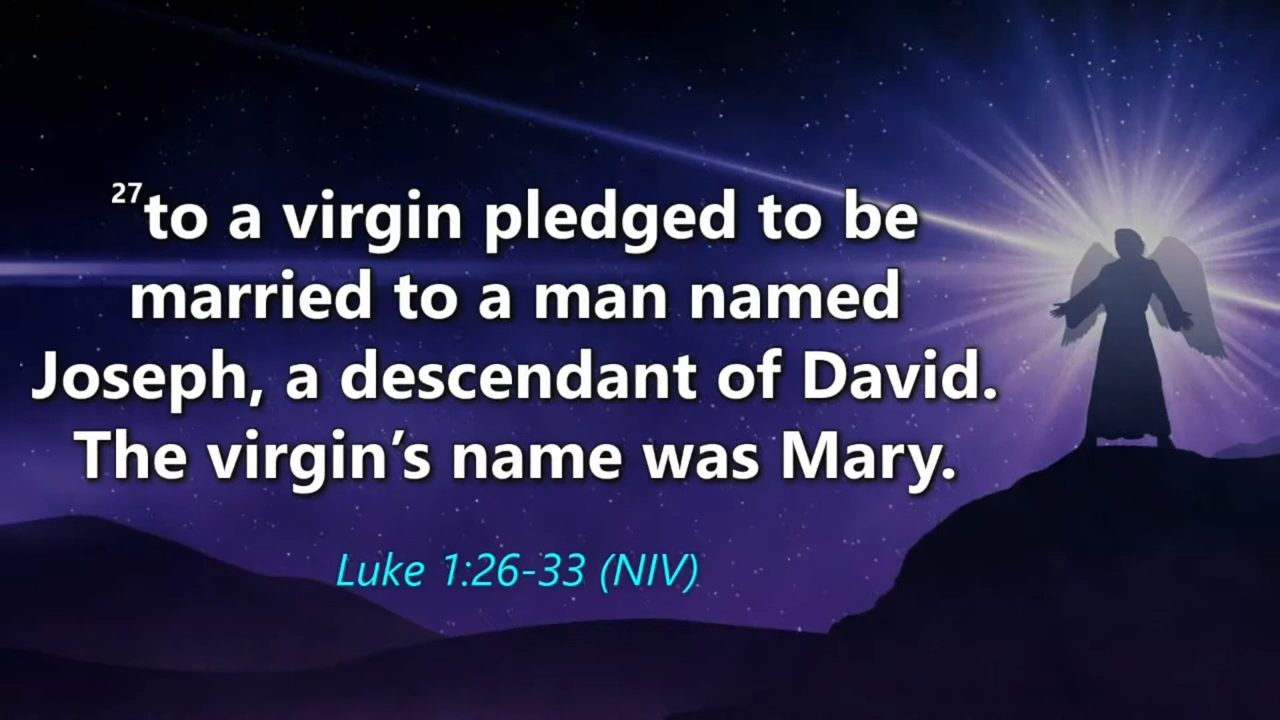 27to a virgin pledged to be
married to a man named
Joseph, a descendant of David.
The virgin’s name was Mary.
Luke 1:26-33 (NIV)